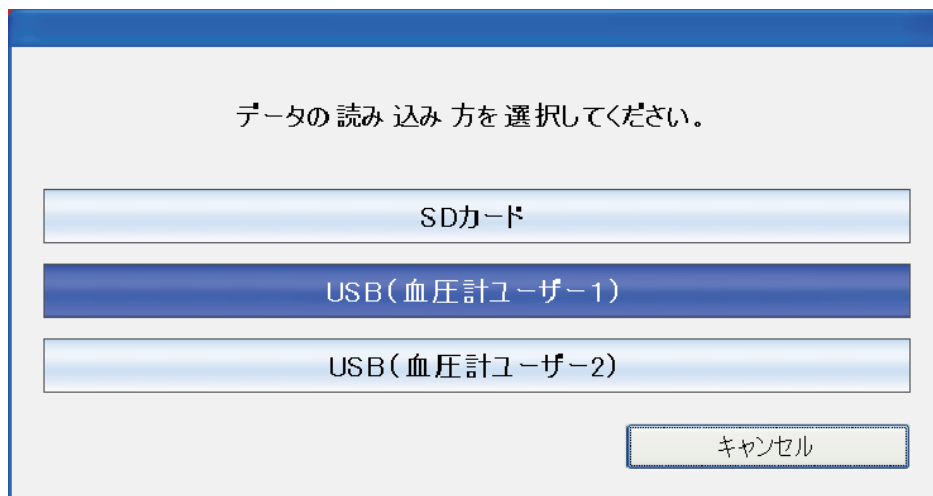 データの読み込み方を選択してください。
SDカード
USB(血圧計ユーザー1)
USB(血圧計ユーザー2)
キャンセル